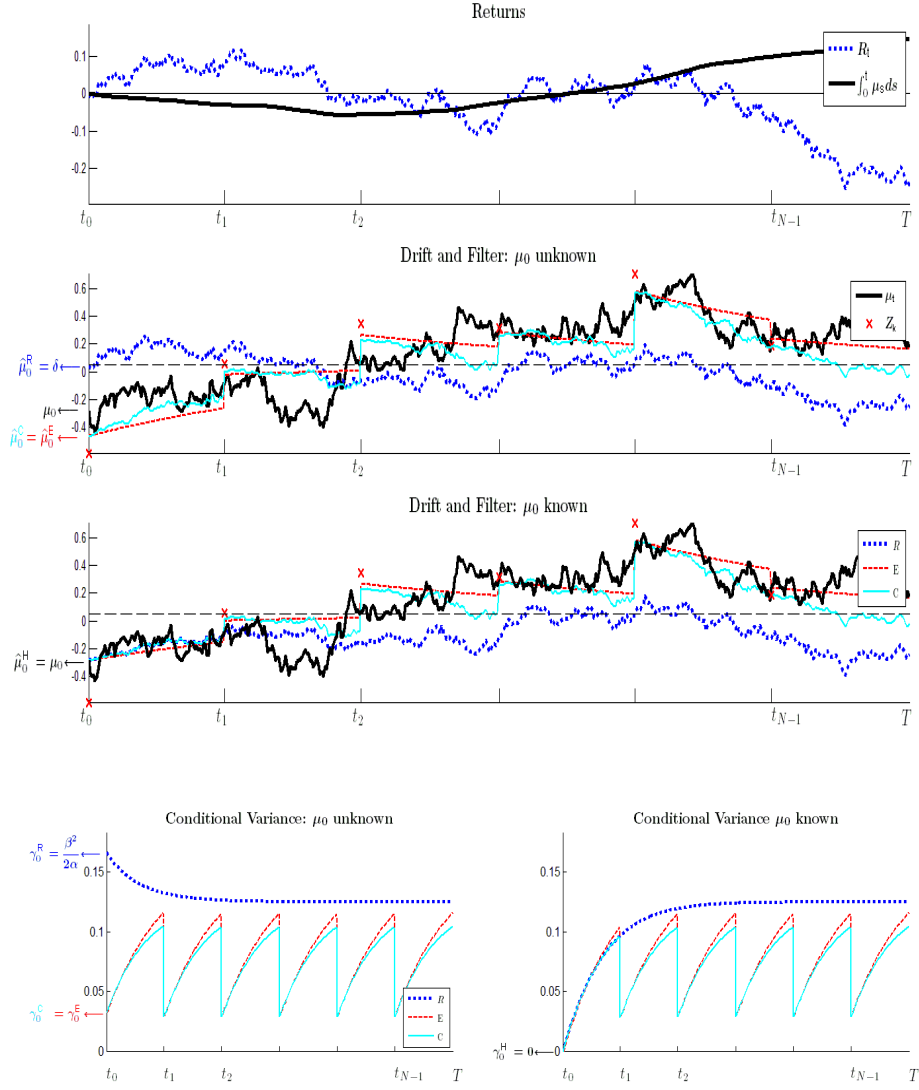 Returns
0.1
0
-0.1
-0.2
R_t
∫_0^t μ_s ds
t_0 t_1 t_2 t_{N-1} T
Drift and Filter: μ_0 unknown
0.6
0.4
0.2
0
-0.2
-0.4
μ̂_0^R = δ ←
μ_0 ←
μ̂_0^C = μ̂_0^E ←
μ_t
Z_k
t_0 t_1 t_2 t_{N-1} T
Drift and Filter: μ_0 known
0.6
0.4
0.2
0
-0.2
-0.4
μ̂_0^H = μ_0 ←
R
E
C
t_0 t_1 t_2 t_{N-1} T
Conditional Variance: μ_0 unknown
γ_0^R = β²/2α ←
0.15
0.1
0.05
0
γ_0^C = γ_0^E ←
R
E
C
t_0 t_1 t_2 t_{N-1} T
Conditional Variance μ_0 known
0.15
0.1
0.05
0
γ_0^H = 0 ←
t_0 t_1 t_2 t_{N-1} T